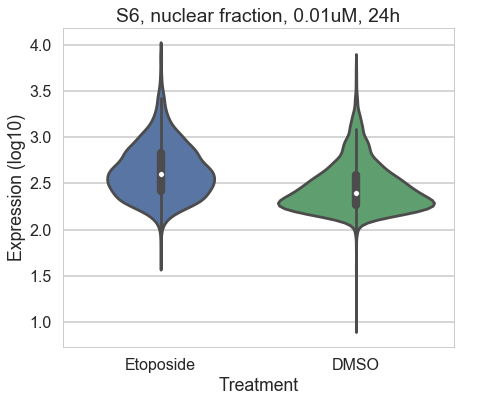 S6, nuclear fraction, 0.01uM, 24h
Expression (log10)
4.0
3.5
3.0
2.5
2.0
1.5
1.0
Etoposide DMSO
Treatment